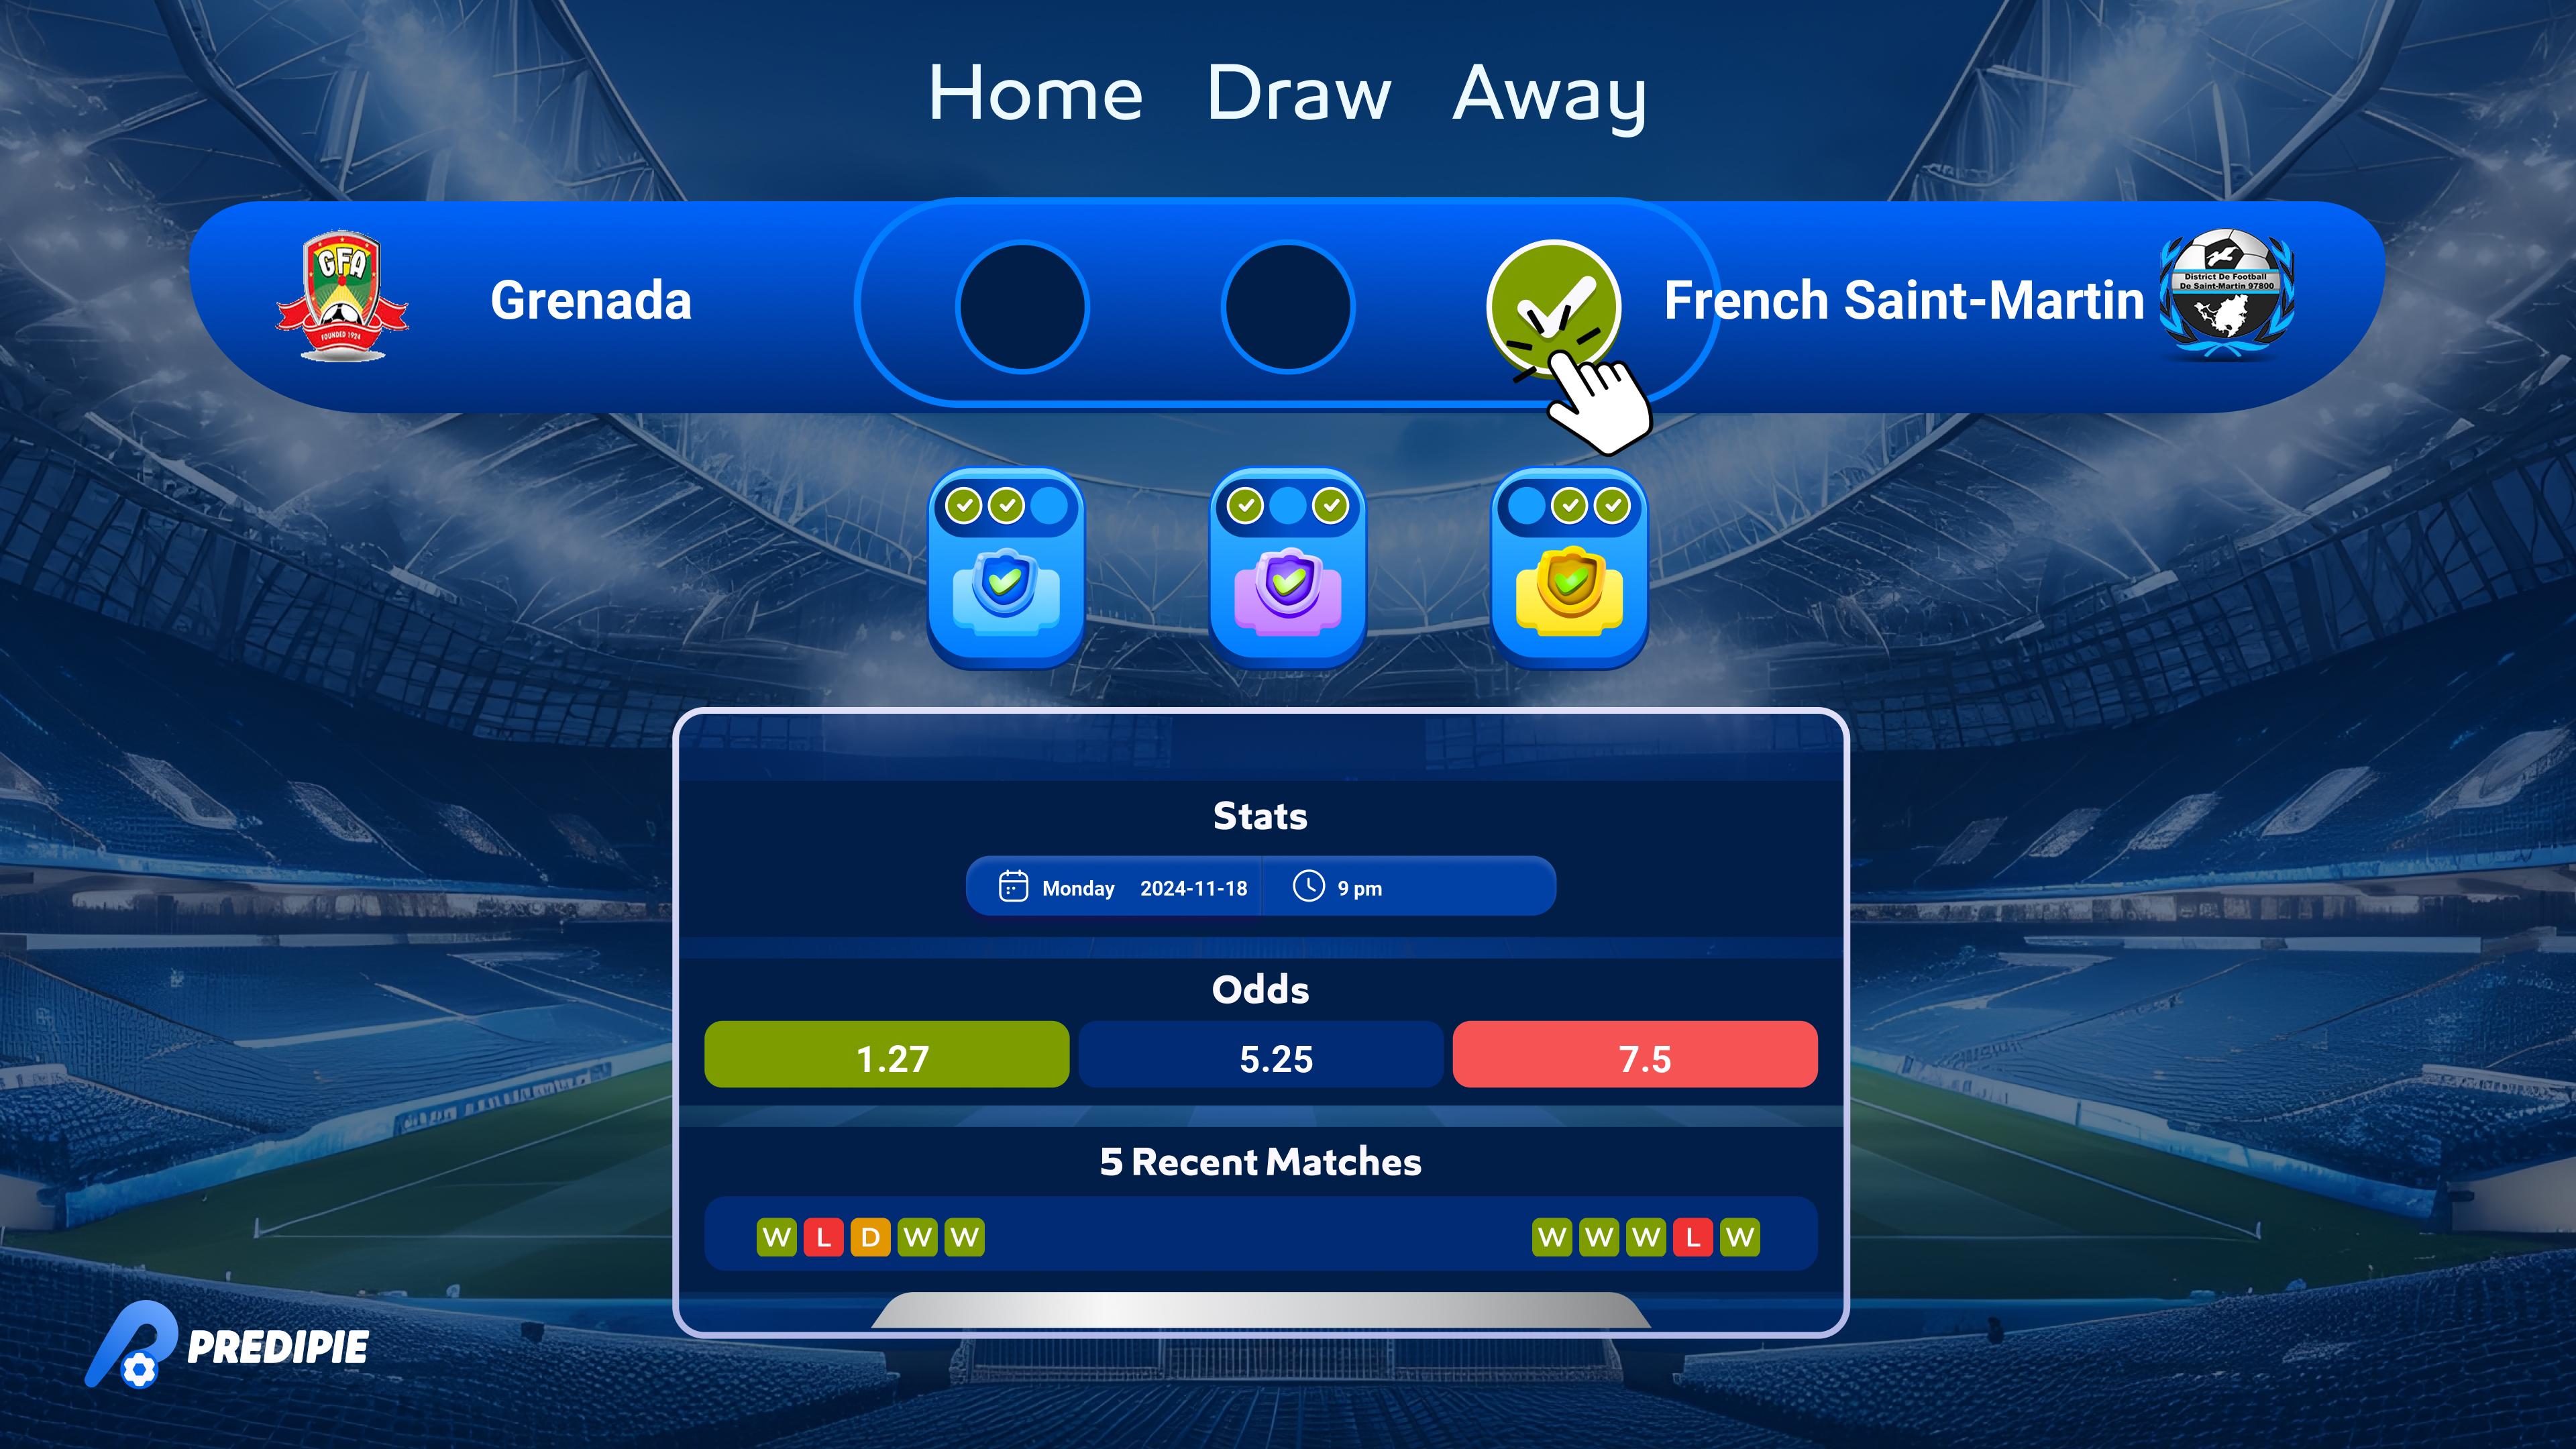 Home Draw Away
GFA
FOUNDED 1924
Grenada
French Saint-Martin
District De Football
De Saint-Martin 97800
Stats
Monday 2024-11-18 9 pm
Odds
1.27 5.25 7.5
5 Recent Matches
W L D W W W W W L W
PREDIPIE